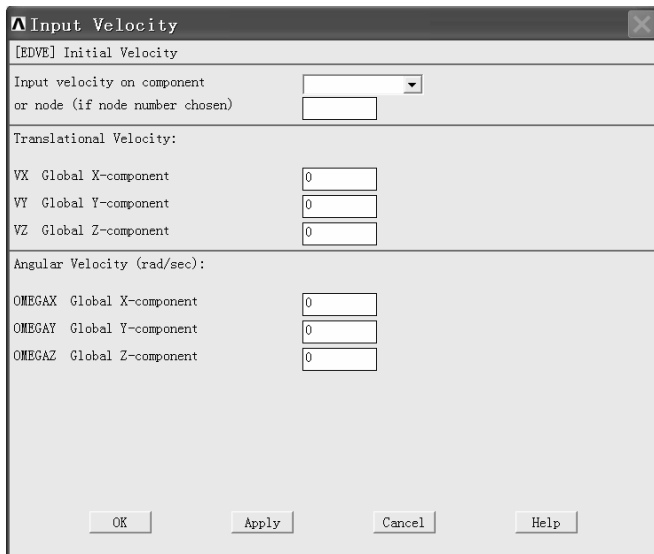 Input Velocity
[EDVE] Initial Velocity
Input velocity on component
or node (if node number chosen)
Translational Velocity:
VX Global X-component 0
VY Global Y-component 0
VZ Global Z-component 0
Angular Velocity (rad/sec):
OMEGAX Global X-component 0
OMEGAY Global Y-component 0
OMEGAZ Global Z-component 0
OK Apply Cancel Help